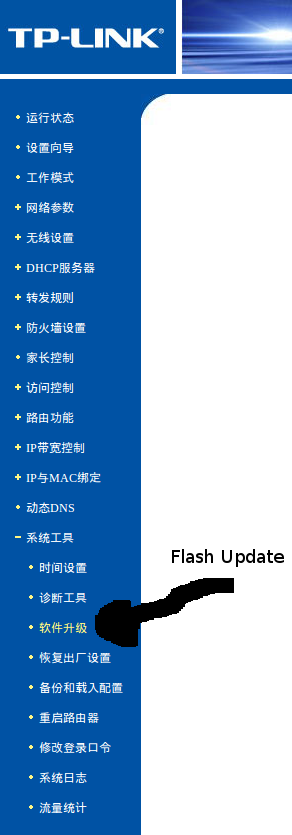 TP-LINK®
运行状态
设置向导
工作模式
网络参数
无线设置
DHCP服务器
转发规则
防火墙设置
家长控制
访问控制
路由功能
IP带宽控制
IP与MAC绑定
动态DNS
系统工具
Flash Update
时间设置
诊断工具
软件升级
恢复出厂设置
备份和载入配置
重启路由器
修改登录口令
系统日志
流量统计